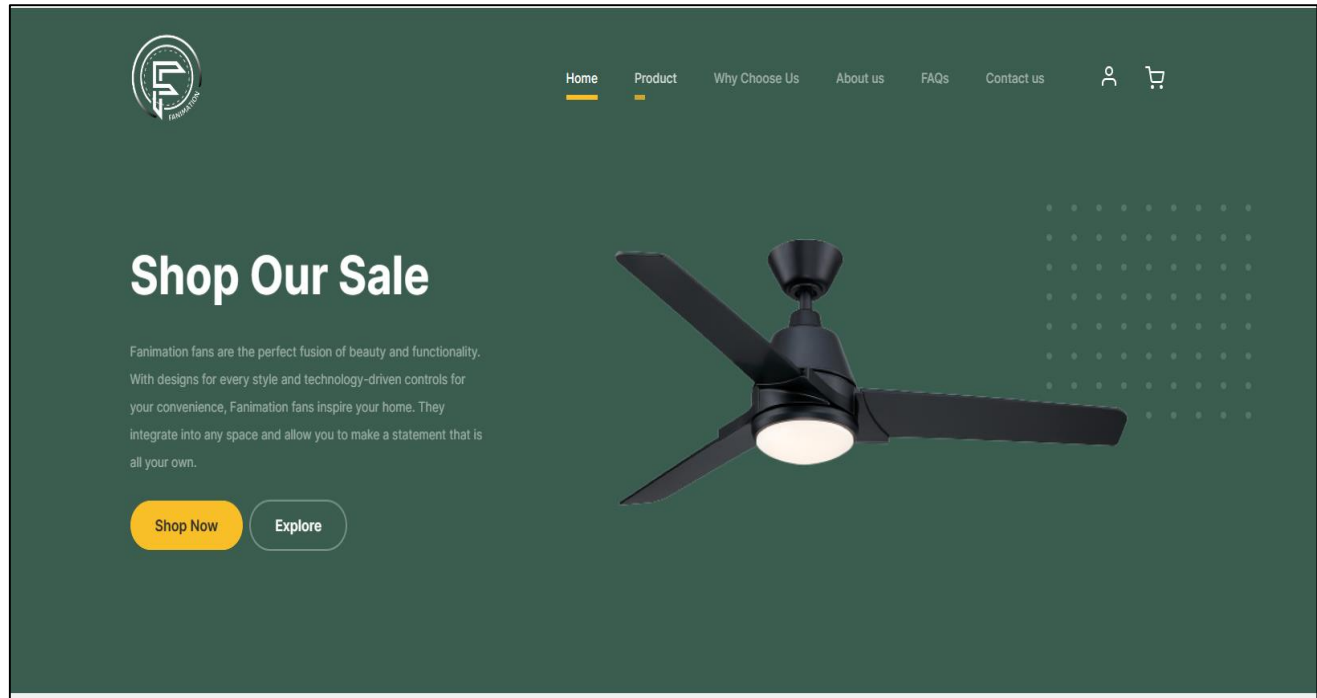 FANIMATION
Home Product Why Choose Us About us FAQs Contact us
Shop Our Sale
Fanimation fans are the perfect fusion of beauty and functionality.
With designs for every style and technology-driven controls for
your convenience, Fanimation fans inspire your home. They
integrate into any space and allow you to make a statement that is
all your own.
Shop Now Explore